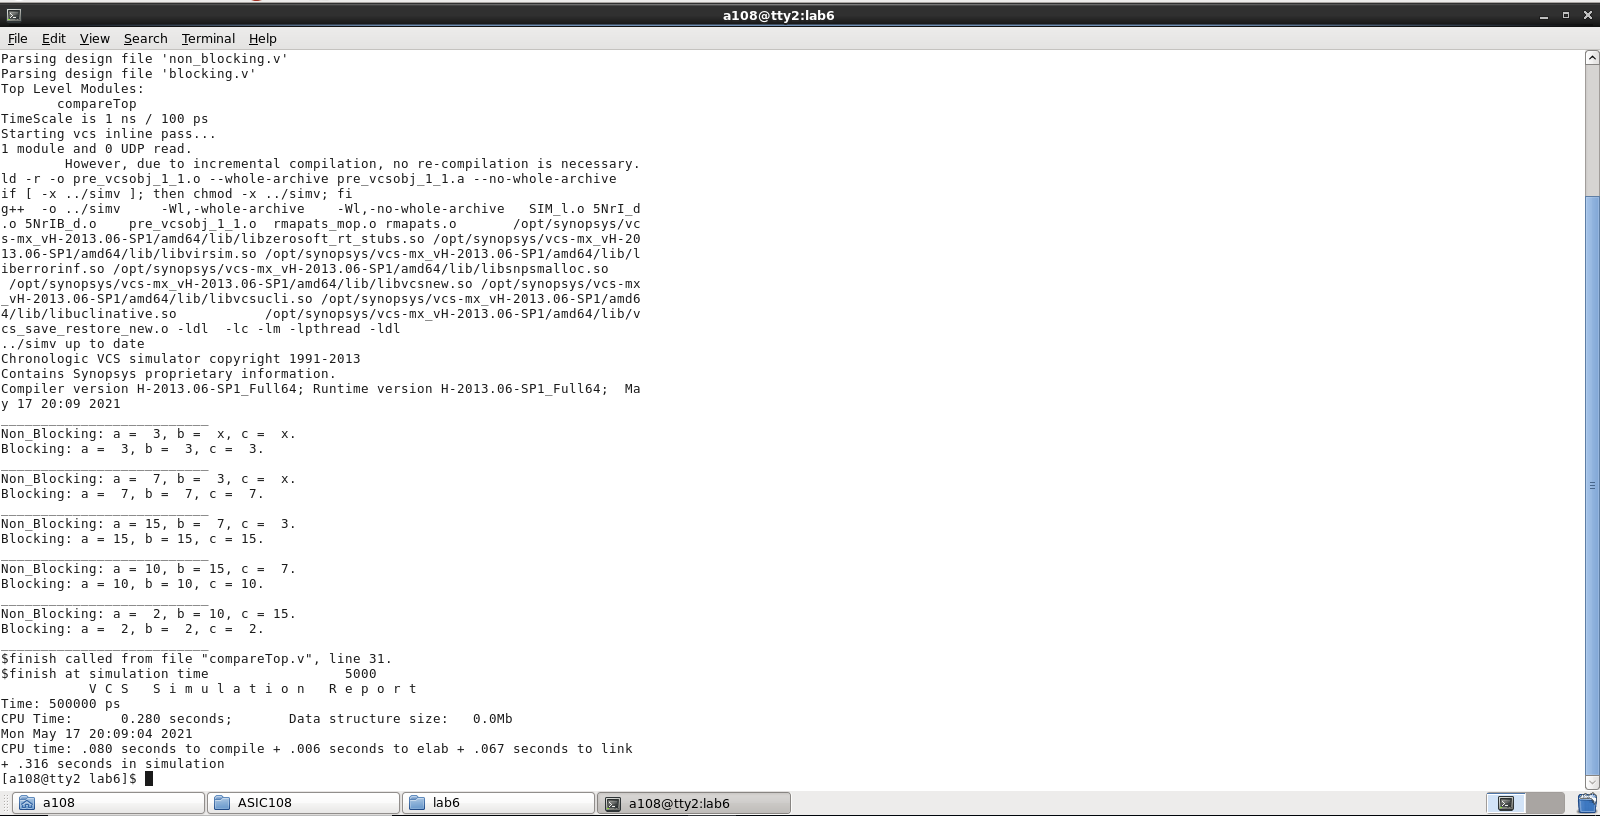 a108@tty2:lab6
File Edit View Search Terminal Help
Parsing design file 'non_blocking.v'
Parsing design file 'blocking.v'
Top Level Modules:
       compareTop
TimeScale is 1 ns / 100 ps
Starting vcs inline pass...
1 module and 0 UDP read.
        However, due to incremental compilation, no re-compilation is necessary.
ld -r -o pre_vcsobj_1_1.o --whole-archive pre_vcsobj_1_1.a --no-whole-archive
if [ -x ../simv ]; then chmod -x ../simv; fi
g++  -o ../simv     -Wl,-whole-archive    -Wl,-no-whole-archive   SIM_l.o 5NrI_d
.o 5NrIB_d.o    pre_vcsobj_1_1.o  rmapats_mop.o rmapats.o       /opt/synopsys/vc
s-mx_vH-2013.06-SP1/amd64/lib/libzerosoft_rt_stubs.so /opt/synopsys/vcs-mx_vH-20
13.06-SP1/amd64/lib/libvirsim.so /opt/synopsys/vcs-mx_vH-2013.06-SP1/amd64/lib/l
iberrorinf.so /opt/synopsys/vcs-mx_vH-2013.06-SP1/amd64/lib/libsnpsmalloc.so
 /opt/synopsys/vcs-mx_vH-2013.06-SP1/amd64/lib/libvcsnew.so /opt/synopsys/vcs-mx
_vH-2013.06-SP1/amd64/lib/libvcsucli.so /opt/synopsys/vcs-mx_vH-2013.06-SP1/amd6
4/lib/libuclinative.so           /opt/synopsys/vcs-mx_vH-2013.06-SP1/amd64/lib/v
cs_save_restore_new.o -ldl  -lc -lm -lpthread -ldl
../simv up to date
Chronologic VCS simulator copyright 1991-2013
Contains Synopsys proprietary information.
Compiler version H-2013.06-SP1_Full64; Runtime version H-2013.06-SP1_Full64;  Ma
y 17 20:09 2021
__________________________
Non_Blocking: a =  3, b =  x, c =  x.
Blocking: a =  3, b =  3, c =  3.
__________________________
Non_Blocking: a =  7, b =  3, c =  x.
Blocking: a =  7, b =  7, c =  7.
__________________________
Non_Blocking: a = 15, b =  7, c =  3.
Blocking: a = 15, b = 15, c = 15.
__________________________
Non_Blocking: a = 10, b = 15, c =  7.
Blocking: a = 10, b = 10, c = 10.
__________________________
Non_Blocking: a =  2, b = 10, c = 15.
Blocking: a =  2, b =  2, c =  2.
__________________________
$finish called from file "compareTop.v", line 31.
$finish at simulation time                 5000
           V C S   S i m u l a t i o n   R e p o r t
Time: 500000 ps
CPU Time:      0.280 seconds;       Data structure size:   0.0Mb
Mon May 17 20:09:04 2021
CPU time: .080 seconds to compile + .006 seconds to elab + .067 seconds to link
+ .316 seconds in simulation
[a108@tty2 lab6]$
a108 ASIC108 lab6 a108@tty2:lab6